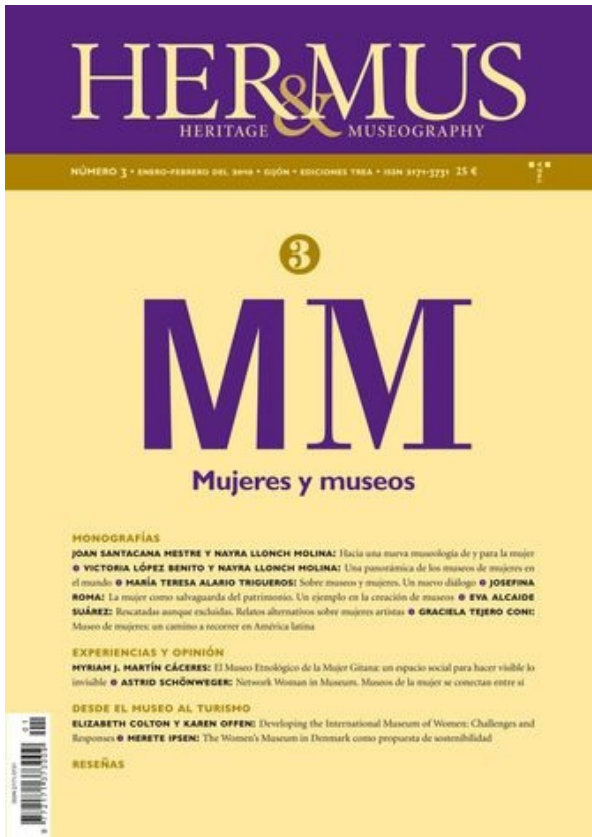 HER&MUS
HERITAGE & MUSEOGRAPHY
NÚMERO 3 • ENERO-FEBRERO DEL 2010 • GIJÓN • EDICIONES TREA • ISSN 2171-3731 25 €
TREA
3
MM
Mujeres y museos
MONOGRAFÍAS
JOAN SANTACANA MESTRE Y NAYRA LLONCH MOLINA: Hacia una nueva museología de y para la mujer
• VICTORIA LÓPEZ BENITO Y NAYRA LLONCH MOLINA: Una panorámica de los museos de mujeres en
el mundo • MARÍA TERESA ALARIO TRIGUEROS: Sobre museos y mujeres. Un nuevo diálogo • JOSEFINA
ROMA: La mujer como salvaguarda del patrimonio. Un ejemplo en la creación de museos • EVA ALCAIDE
SUÁREZ: Rescatadas aunque excluidas. Relatos alternativos sobre mujeres artistas • GRACIELA TEJERO CONI:
Museo de mujeres: un camino a recorrer en América latina
EXPERIENCIAS Y OPINIÓN
MYRIAM J. MARTÍN CÁCERES: El Museo Etnológico de la Mujer Gitana: un espacio social para hacer visible lo
invisible • ASTRID SCHÖNWEGER: Network Woman in Museum. Museos de la mujer se conectan entre sí
DESDE EL MUSEO AL TURISMO
ELIZABETH COLTON Y KAREN OFFEN: Developing the International Museum of Women: Challenges and
Responses • MERETE IPSEN: The Women's Museum in Denmark como propuesta de sostenibilidad
RESEÑAS